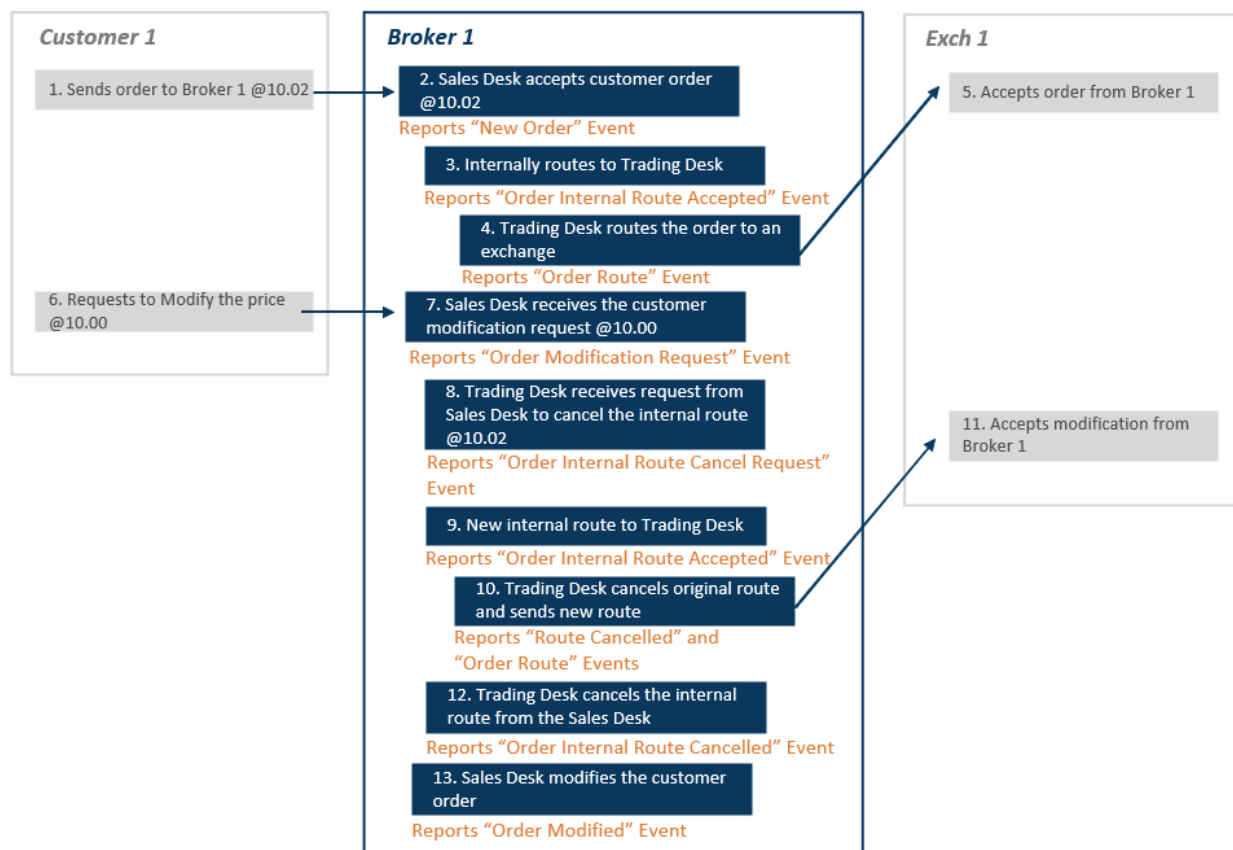 Customer 1
Broker 1
Exch 1
1. Sends order to Broker 1 @10.02
2. Sales Desk accepts customer order
@10.02
Reports “New Order” Event
5. Accepts order from Broker 1
3. Internally routes to Trading Desk
Reports “Order Internal Route Accepted” Event
4. Trading Desk routes the order to an
exchange
Reports “Order Route” Event
6. Requests to Modify the price
@10.00
7. Sales Desk receives the customer
modification request @10.00
Reports “Order Modification Request” Event
8. Trading Desk receives request from
Sales Desk to cancel the internal route
@10.02
Reports “Order Internal Route Cancel Request”
Event
11. Accepts modification from
Broker 1
9. New internal route to Trading Desk
Reports “Order Internal Route Accepted” Event
10. Trading Desk cancels original route
and sends new route
Reports “Route Cancelled” and
“Order Route” Events
12. Trading Desk cancels the internal
route from the Sales Desk
Reports “Order Internal Route Cancelled” Event
13. Sales Desk modifies the customer
order
Reports “Order Modified” Event